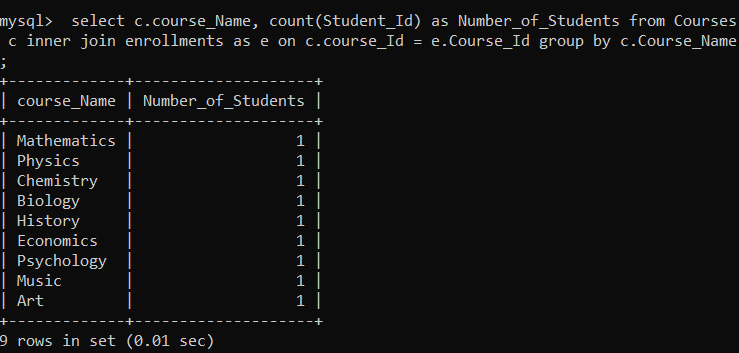 mysql>  select c.course_Name, count(Student_Id) as Number_of_Students from Courses
 c inner join enrollments as e on c.course_Id = e.Course_Id group by c.Course_Name
;
+-------------+--------------------+
| course_Name | Number_of_Students |
+-------------+--------------------+
| Mathematics |                  1 |
| Physics     |                  1 |
| Chemistry   |                  1 |
| Biology     |                  1 |
| History     |                  1 |
| Economics   |                  1 |
| Psychology  |                  1 |
| Music       |                  1 |
| Art         |                  1 |
+-------------+--------------------+
9 rows in set (0.01 sec)